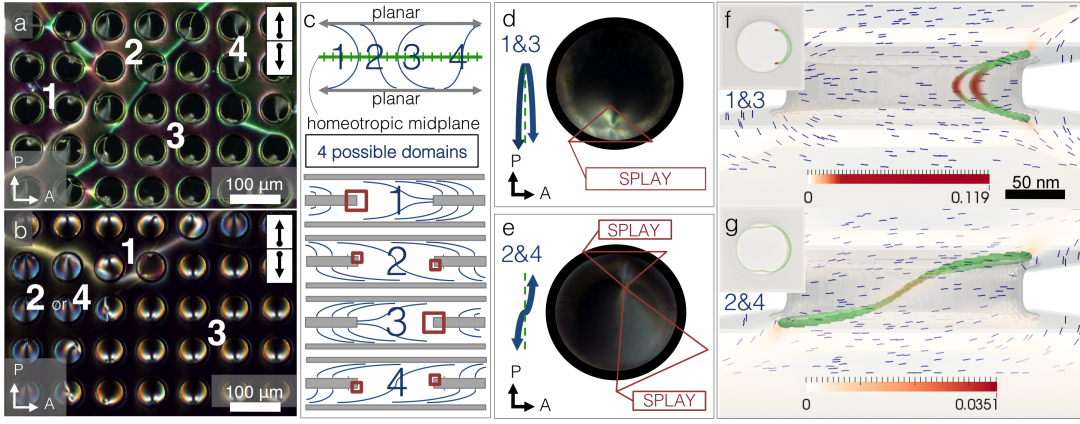 a
2
4
1
3
P
A
100 µm
b
1
2 or 4
3
P
A
100 µm
c
planar
1 2 3 4
planar
homeotropic midplane
4 possible domains
1
2
3
4
d
1&3
P
A
SPLAY
e
SPLAY
2&4
P
A
SPLAY
f
1&3
0
0.119
50 nm
g
2&4
0
0.0351